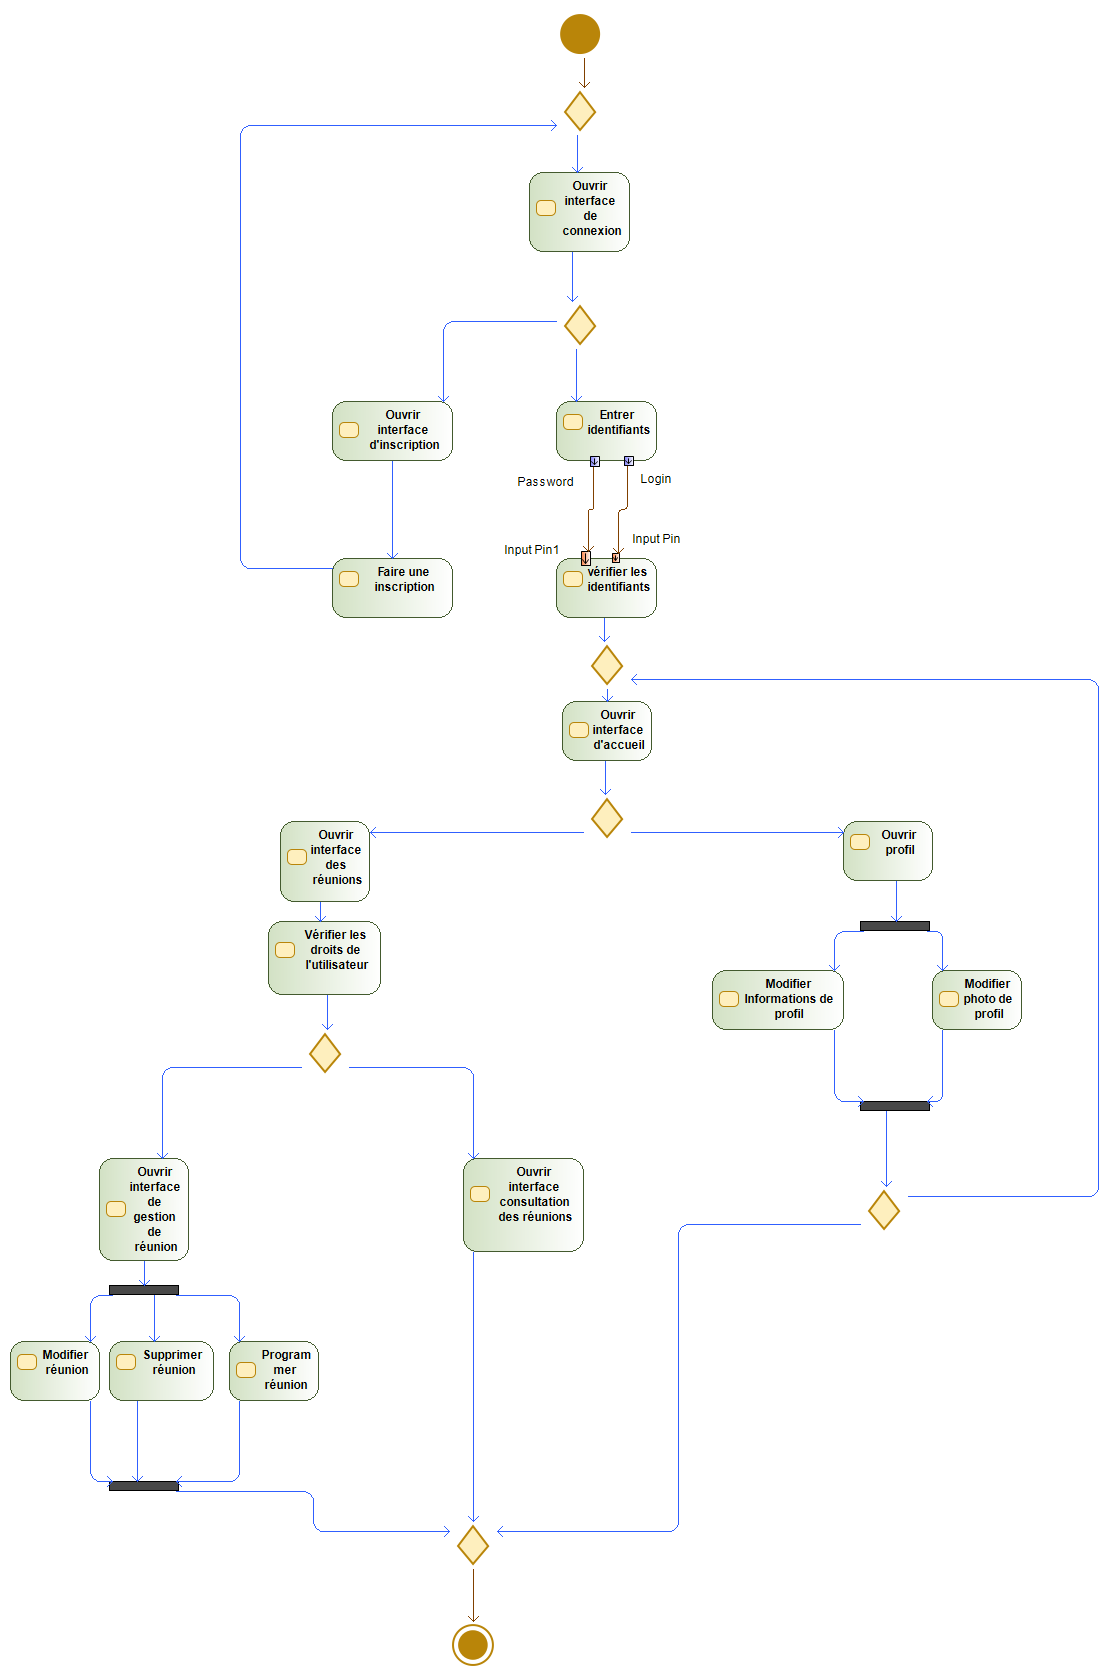 Ouvrir
interface
de
connexion
Ouvrir
interface
d'inscription
Entrer
identifiants
Password
Login
Input Pin1
Input Pin
Faire une
inscription
vérifier les
identifiants
Ouvrir
interface
d'accueil
Ouvrir
interface
des
réunions
Ouvrir
profil
Vérifier les
droits de
l'utilisateur
Modifier
Informations de
profil
Modifier
photo de
profil
Ouvrir
interface
de
gestion
de
réunion
Ouvrir
interface
consultation
des réunions
Modifier
réunion
Supprimer
réunion
Program
mer
réunion